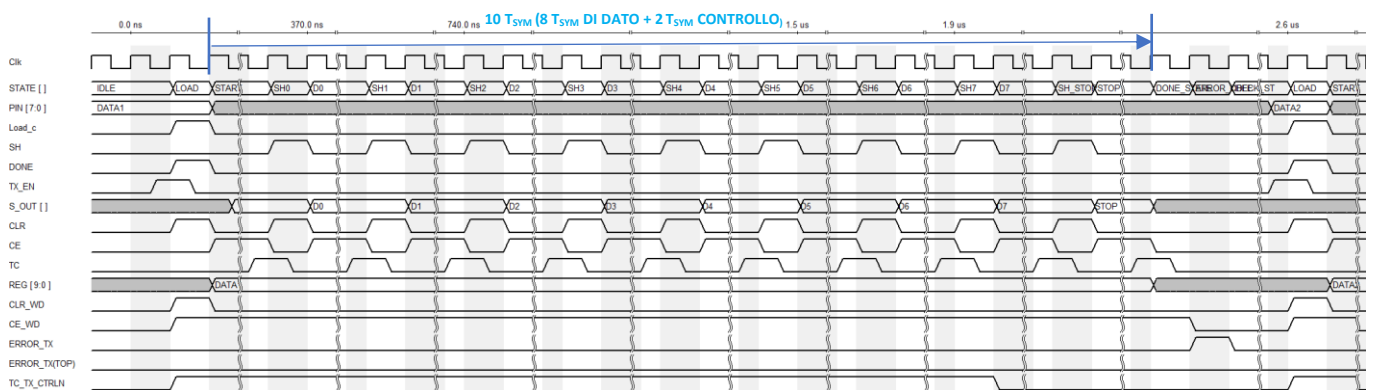 10 TSYM (8 TSYM DI DATO + 2 TSYM CONTROLLO)
0.0 ns 370.0 ns 740.0 ns 1.5 us 1.9 us 2.6 us
Clk
STATE [ ] IDLE LOAD START SH0 D0 SH1 D1 SH2 D2 SH3 D3 SH4 D4 SH5 D5 SH6 D6 SH7 D7 SH_STOP STOP LOAD START
PIN [7:0] DATA1 DATA2
Load_c
SH
DONE
TX_EN
S_OUT [ ] D0 D1 D2 D3 D4 D5 D6 D7 STOP
CLR
CE
TC
REG [9:0] DATA DATA
CLR_WD
CE_WD
ERROR_TX
ERROR_TX(TOP)
TC_TX_CTRLN